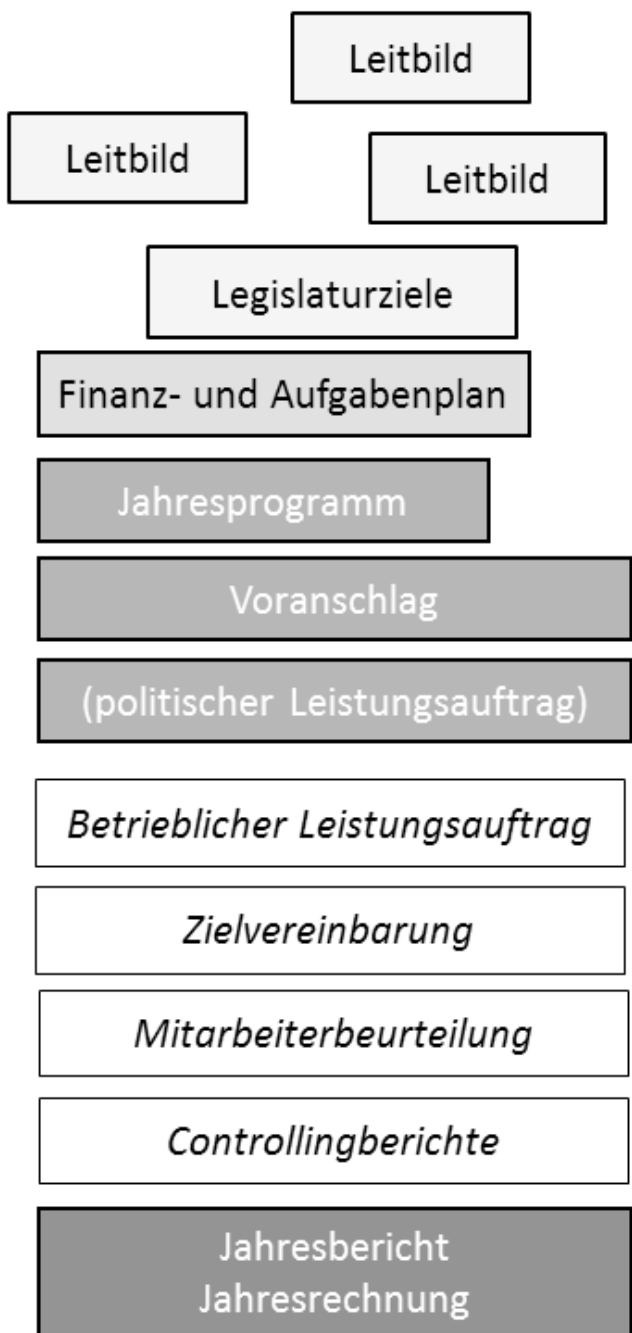 Leitbild
Leitbild
Leitbild
Legislaturziele
Finanz- und Aufgabenplan
Jahresprogramm
Voranschlag
(politischer Leistungsauftrag)
Betrieblicher Leistungsauftrag
Zielvereinbarung
Mitarbeiterbeurteilung
Controllingberichte
Jahresbericht
Jahresrechnung